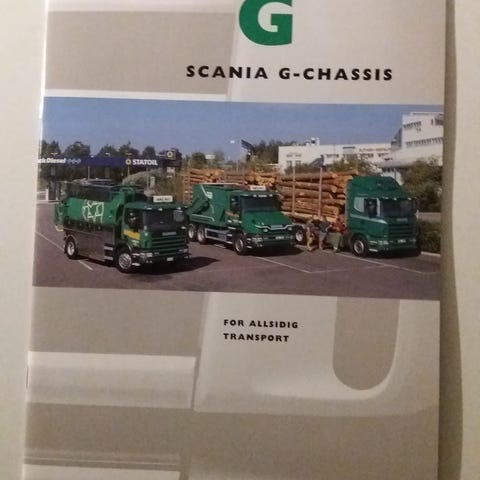 G
SCANIA G-CHASSIS
STATOIL
FOR ALLSIDIG
TRANSPORT